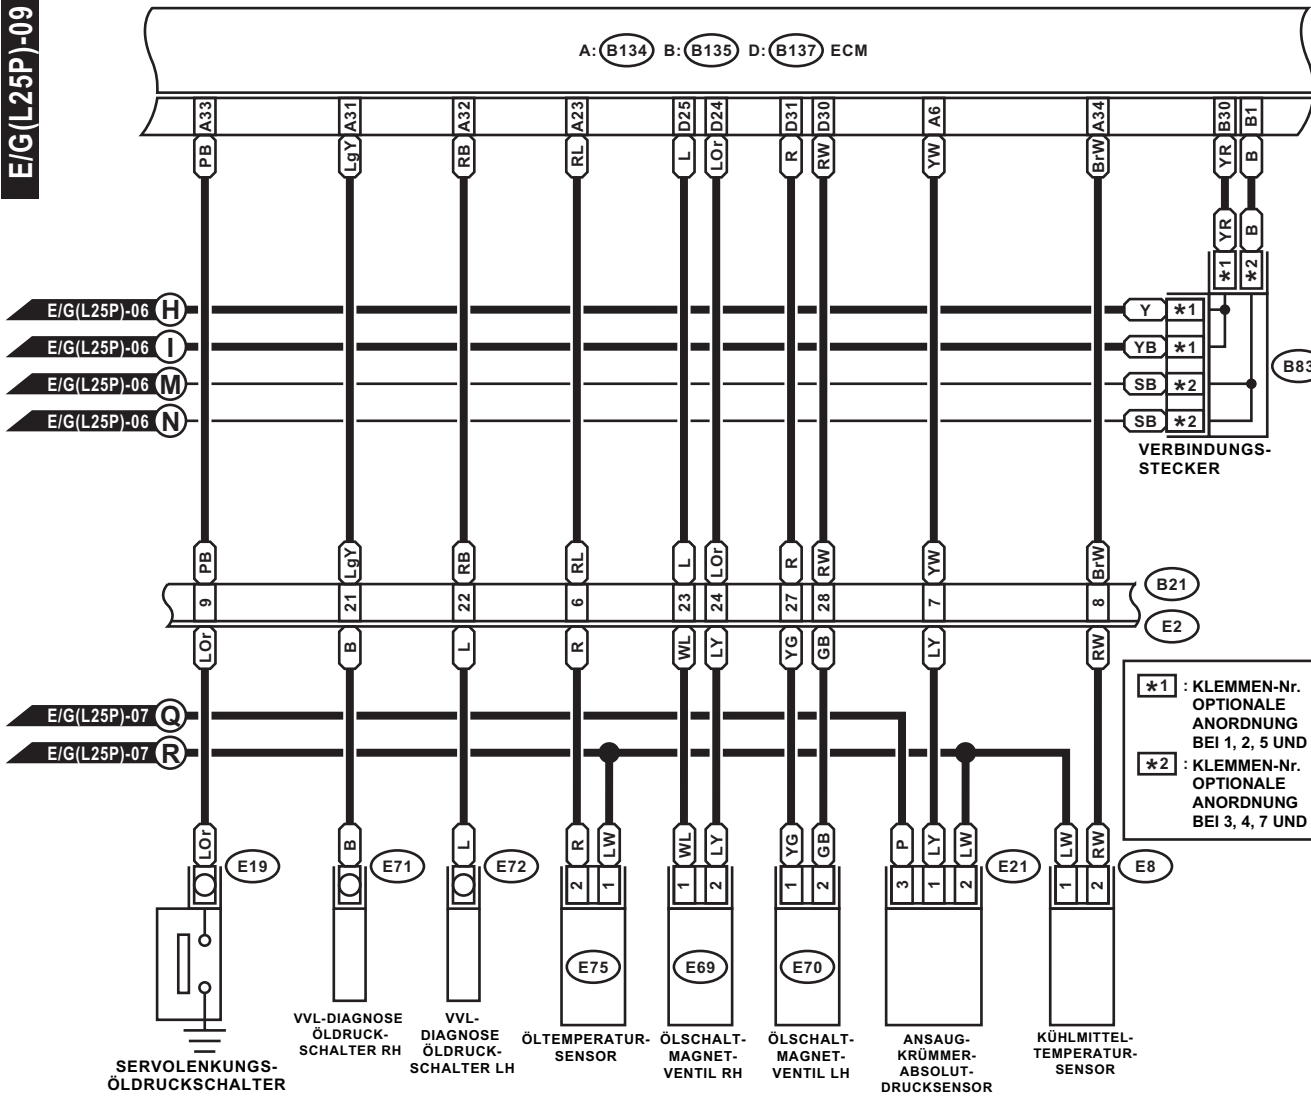 E/G(L25P)-09
A: B134 B: B135 D: B137 ECM
A33 A31 A32 A23 D25 D24 D31 D30 A6 A34 B30 B1
PB LgY RB RL L LOr R RW YW BrW YR B
YR B
*1 *2
E/G(L25P)-06 H Y *1
E/G(L25P)-06 I YB *1
B83
E/G(L25P)-06 M SB *2
E/G(L25P)-06 N SB *2
VERBINDUNGS-
STECKER
PB LgY RB RL L LOr R RW YW BrW
9 21 22 6 23 24 27 28 7 8 B21
E2
LOr B L R WL LY YG GB LY RW
*1 : KLEMMEN-Nr.
OPTIONALE
ANORDNUNG
BEI 1, 2, 5 UND
*2 : KLEMMEN-Nr.
OPTIONALE
ANORDNUNG
BEI 3, 4, 7 UND
E/G(L25P)-07 Q
E/G(L25P)-07 R
LOr B L R LW WL LY YG GB P LY LW LW RW
E19 E71 E72 E21 E8
2 1 1 2 1 2 3 1 2 1 2
E75 E69 E70
SERVOLENKUNGS-
ÖLDRUCKSCHALTER
VVL-DIAGNOSE
ÖLDRUCK-
SCHALTER RH
VVL-
DIAGNOSE
ÖLDRUCK-
SCHALTER LH
ÖLTEMPERATUR-
SENSOR
ÖLSCHALT-
MAGNET-
VENTIL RH
ÖLSCHALT-
MAGNET-
VENTIL LH
ANSAUG-
KRÜMMER-
ABSOLUT-
DRUCKSENSOR
KÜHLMITTEL-
TEMPERATUR-
SENSOR